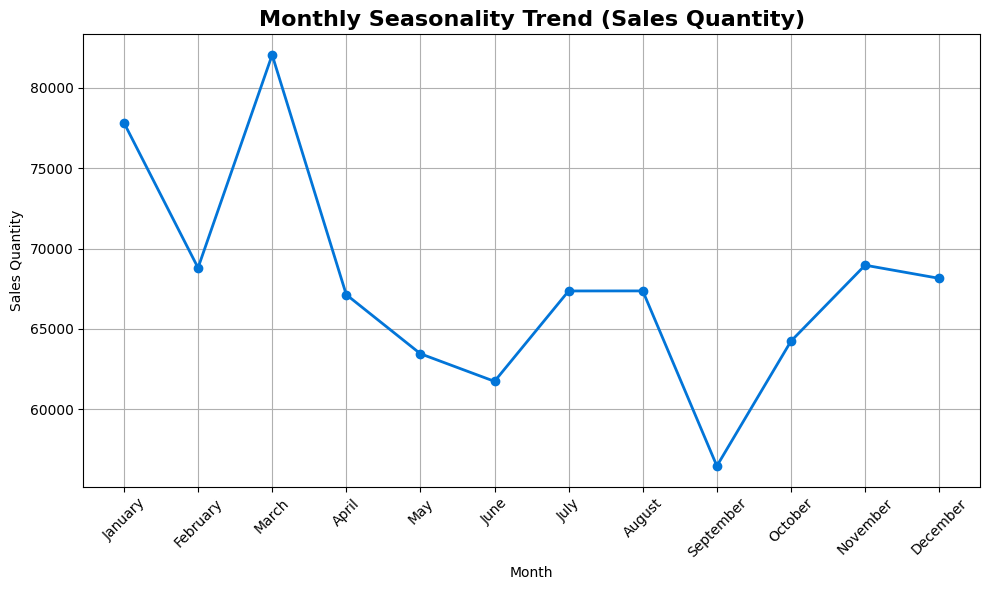 Monthly Seasonality Trend (Sales Quantity)
Sales Quantity
80000
75000
70000
65000
60000
January
February
March
April
May
June
July
August
September
October
November
December
Month